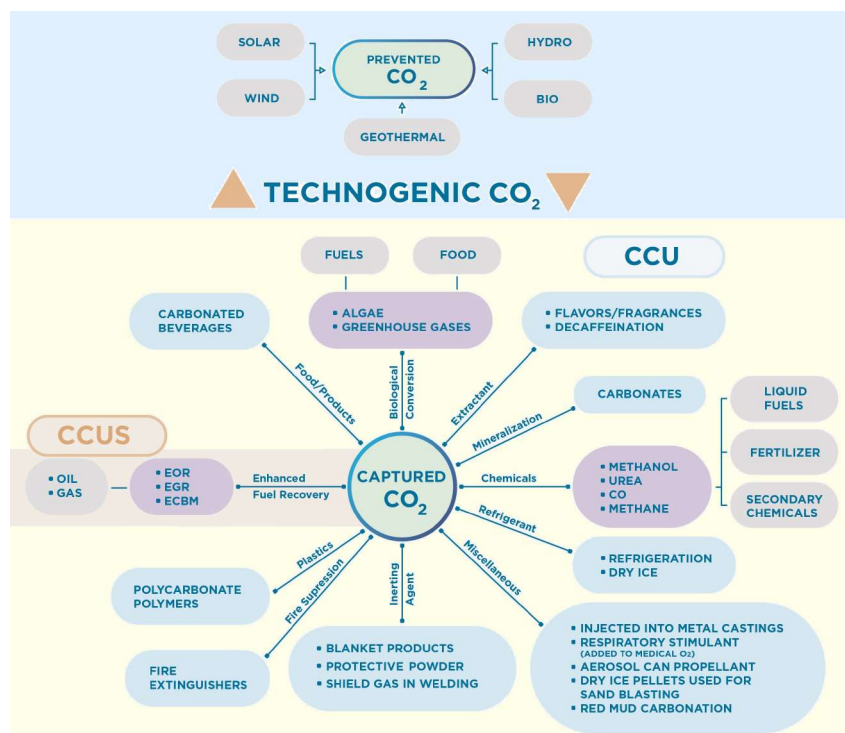 SOLAR
WIND
PREVENTED
CO₂
HYDRO
BIO
GEOTHERMAL
TECHNOGENIC CO₂
CCU
FUELS
FOOD
▪ ALGAE
▪ GREENHOUSE GASES
CARBONATED
BEVERAGES
▪ FLAVORS/FRAGRANCES
▪ DECAFFEINATION
Food/Products
Biological
Conversion
Extractant
Mineralization
CARBONATES
LIQUID
FUELS
FERTILIZER
SECONDARY
CHEMICALS
CCUS
▪ OIL
▪ GAS
▪ EOR
▪ EGR
▪ ECBM
Enhanced
Fuel Recovery
CAPTURED
CO₂
Chemicals
▪ METHANOL
▪ UREA
▪ CO
▪ METHANE
Refrigerant
▪ REFRIGERATIION
▪ DRY ICE
Plastics
POLYCARBONATE
POLYMERS
Fire Supression
FIRE
EXTINGUISHERS
Inerting
Agent
▪ BLANKET PRODUCTS
▪ PROTECTIVE POWDER
▪ SHIELD GAS IN WELDING
Miscellaneous
▪ INJECTED INTO METAL CASTINGS
▪ RESPIRATORY STIMULANT
(ADDED TO MEDICAL O₂)
▪ AEROSOL CAN PROPELLANT
▪ DRY ICE PELLETS USED FOR
SAND BLASTING
▪ RED MUD CARBONATION